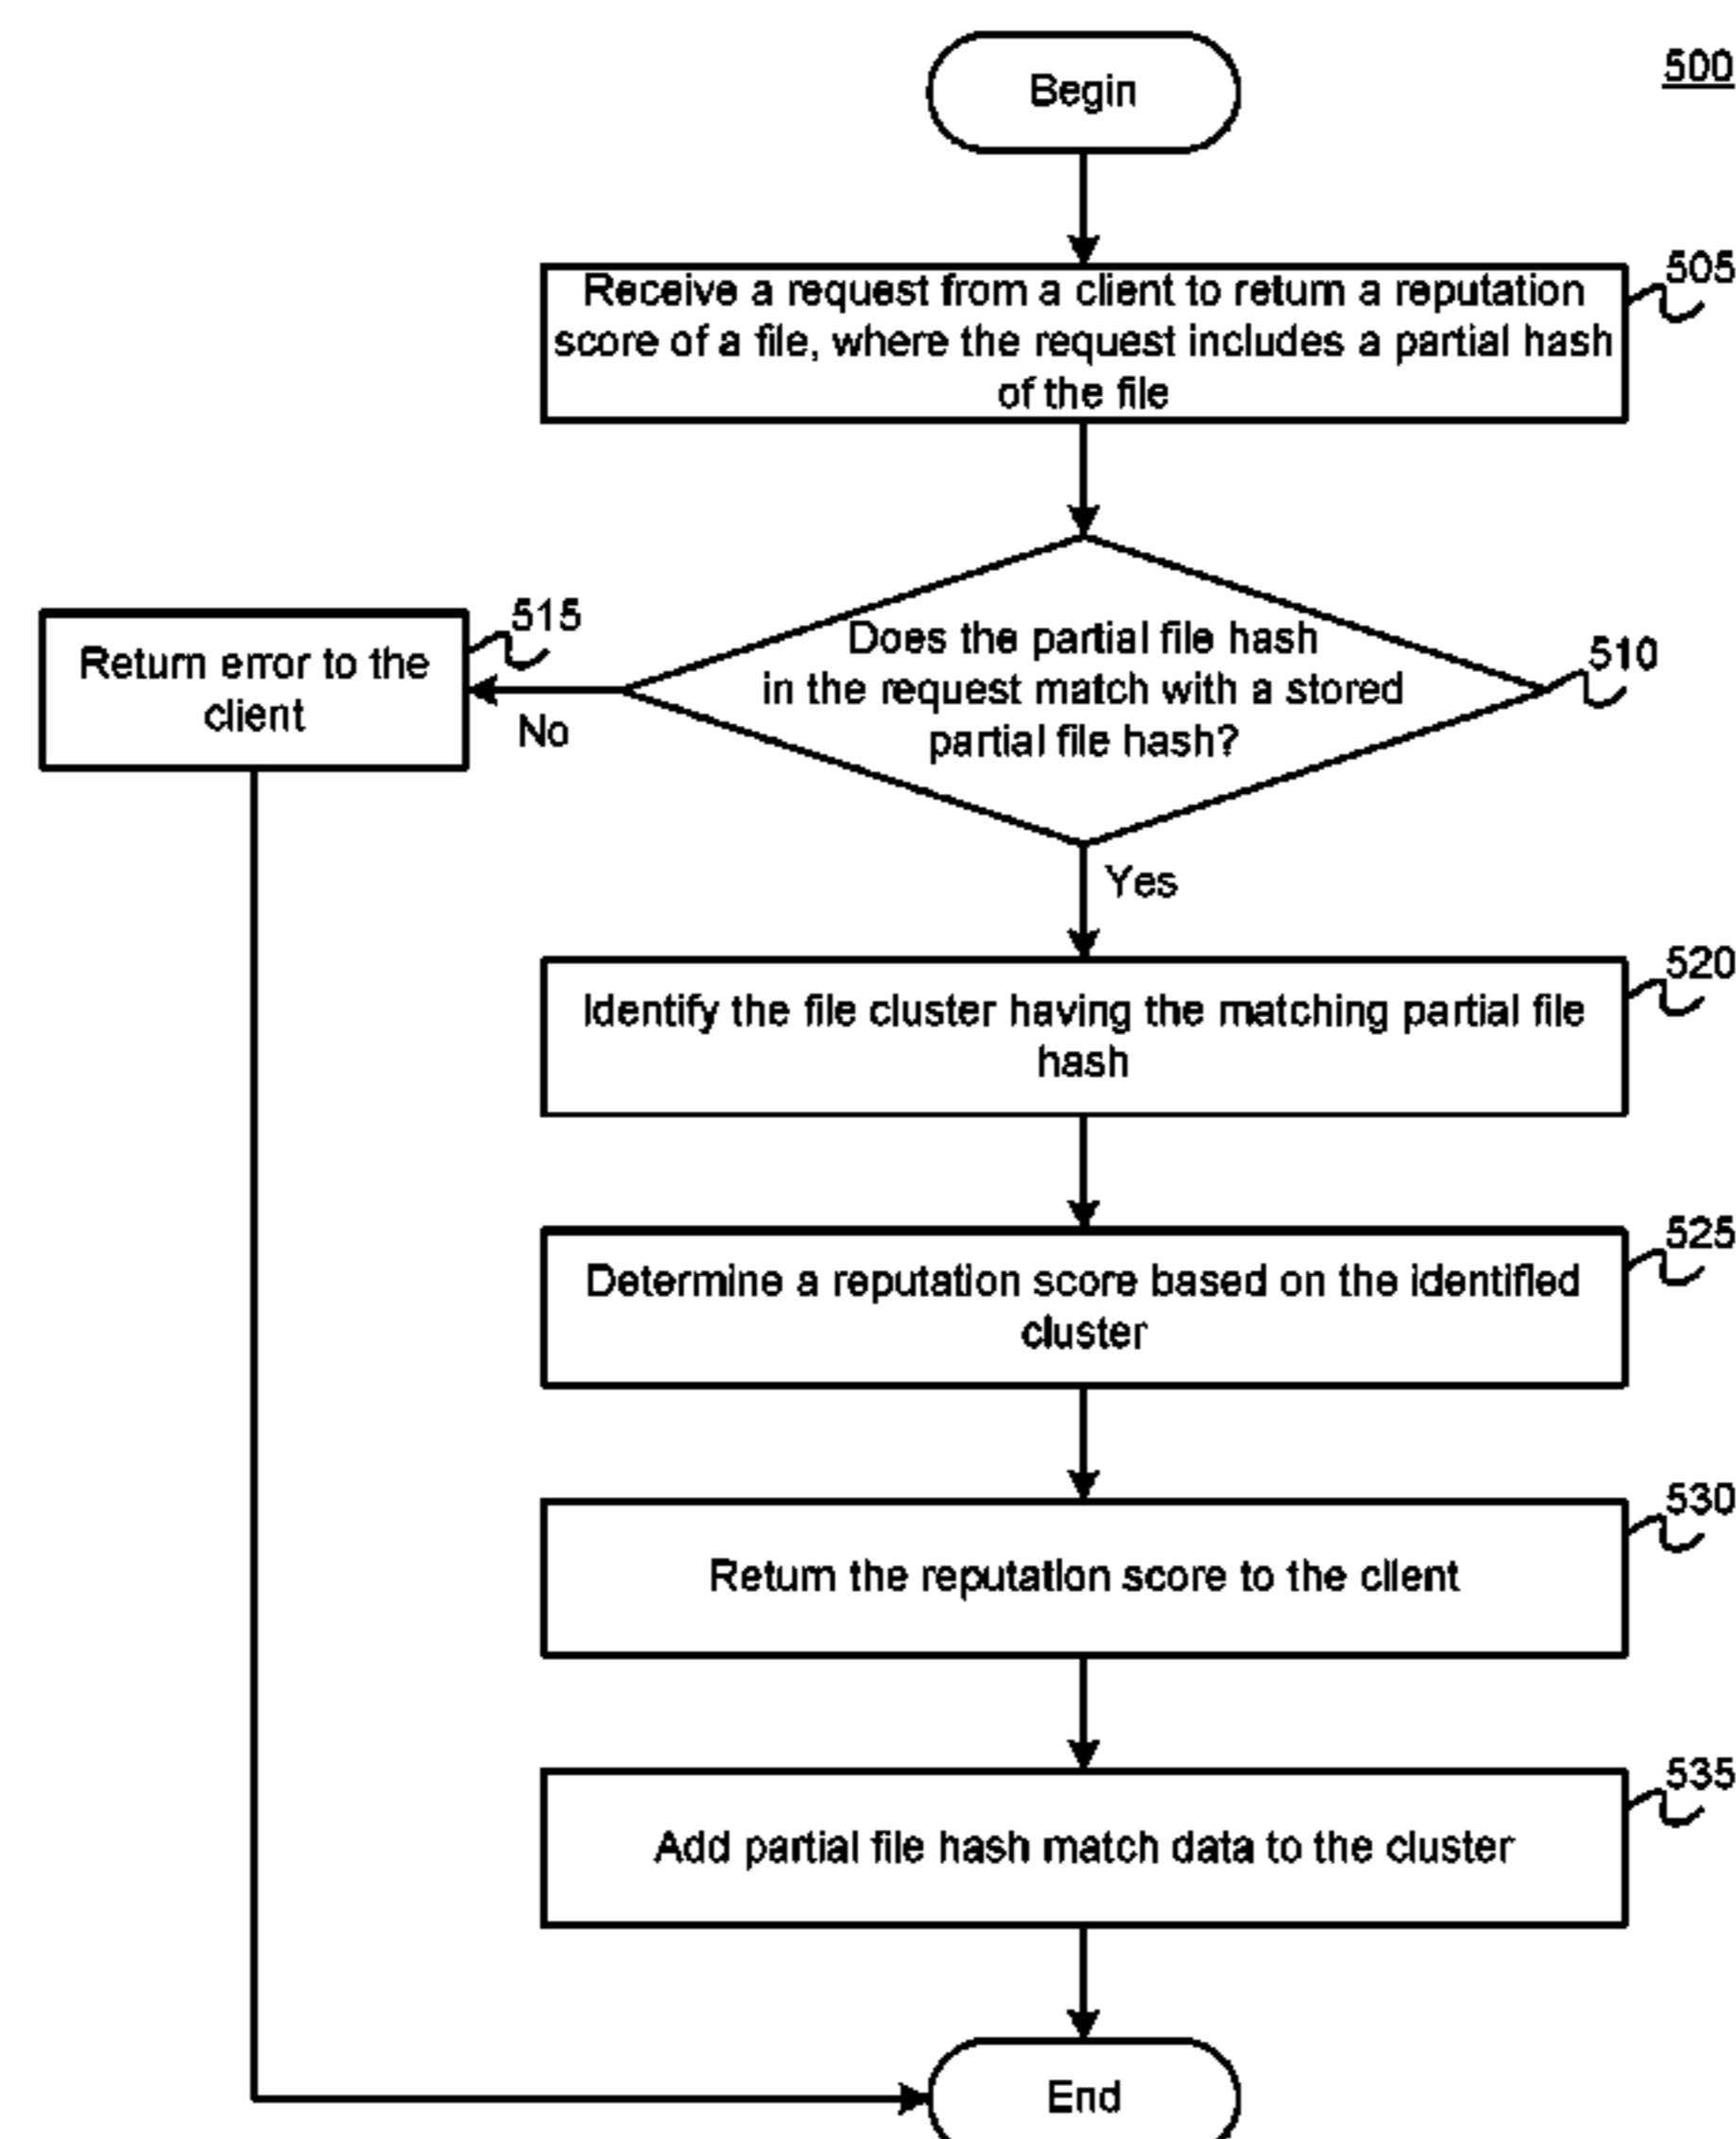 500
Begin
505
Receive a request from a client to return a reputation
score of a file, where the request includes a partial hash
of the file
510
Does the partial file hash
in the request match with a stored
partial file hash?
515
Return error to the
client
No
Yes
520
Identify the file cluster having the matching partial file
hash
525
Determine a reputation score based on the identified
cluster
530
Return the reputation score to the client
535
Add partial file hash match data to the cluster
End